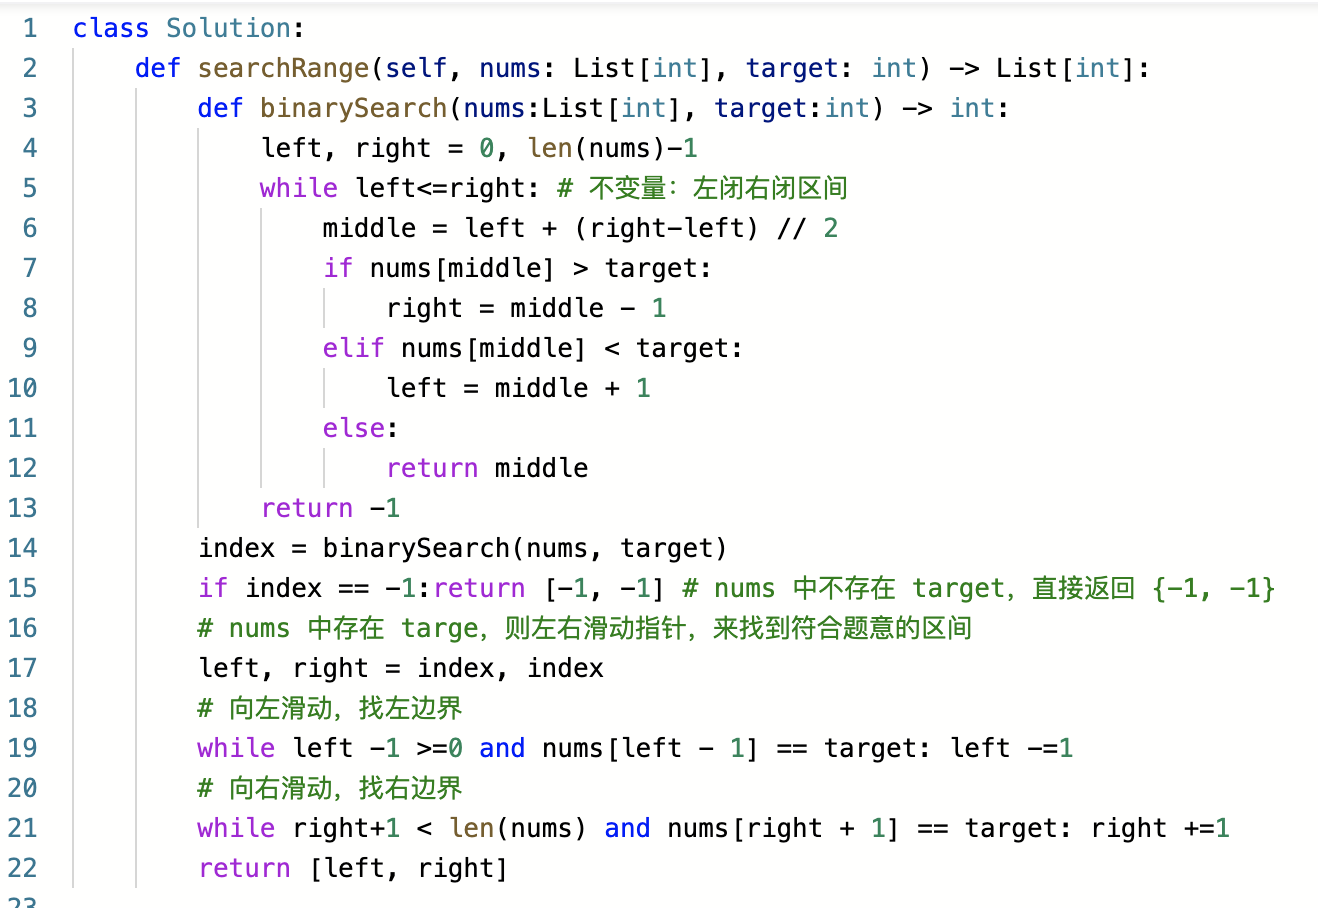 1 class Solution:
2 def searchRange(self, nums: List[int], target: int) -> List[int]:
3 def binarySearch(nums:List[int], target:int) -> int:
4 left, right = 0, len(nums)-1
5 while left<=right: # 不变量：左闭右闭区间
6 middle = left + (right-left) // 2
7 if nums[middle] > target:
8 right = middle - 1
9 elif nums[middle] < target:
10 left = middle + 1
11 else:
12 return middle
13 return -1
14 index = binarySearch(nums, target)
15 if index == -1:return [-1, -1] # nums 中不存在 target，直接返回 {-1, -1}
16 # nums 中存在 targe，则左右滑动指针，来找到符合题意的区间
17 left, right = index, index
18 # 向左滑动，找左边界
19 while left -1 >=0 and nums[left - 1] == target: left -=1
20 # 向右滑动，找右边界
21 while right+1 < len(nums) and nums[right + 1] == target: right +=1
22 return [left, right]
23